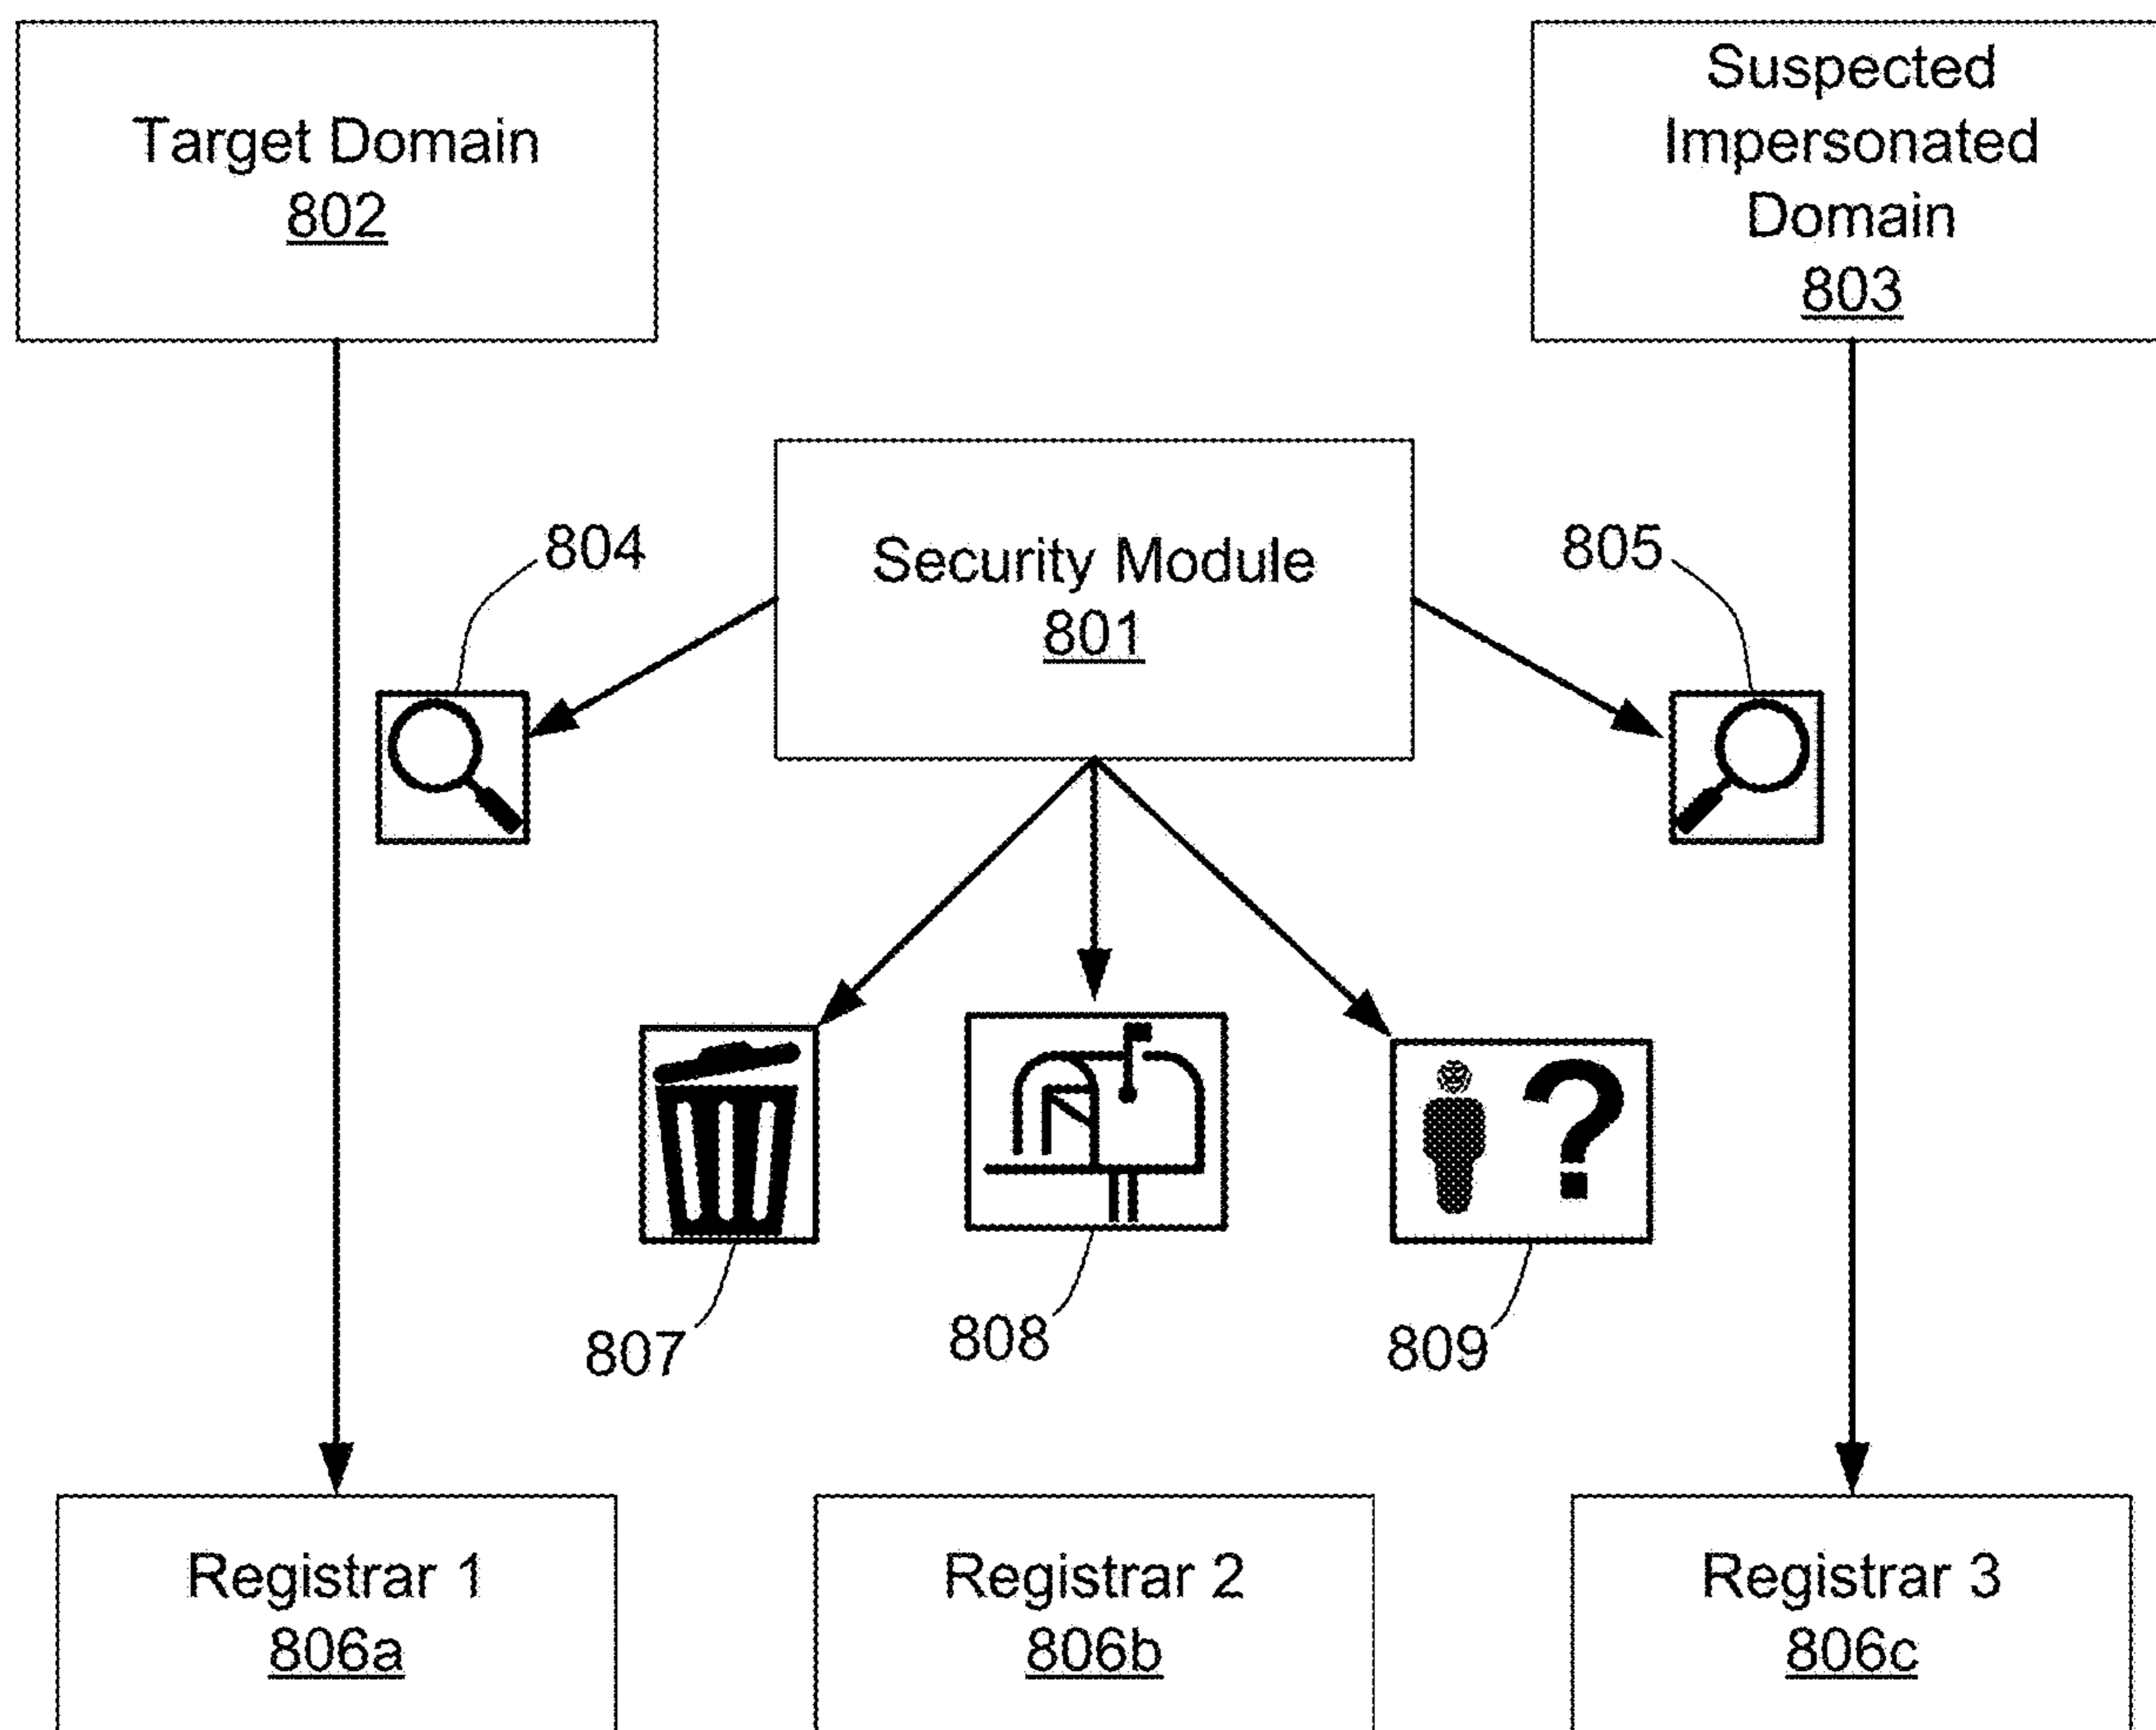 Target Domain
802
Suspected
Impersonated
Domain
803
Security Module
801
804
805
?
807
808
809
Registrar 1
806a
Registrar 2
806b
Registrar 3
806c